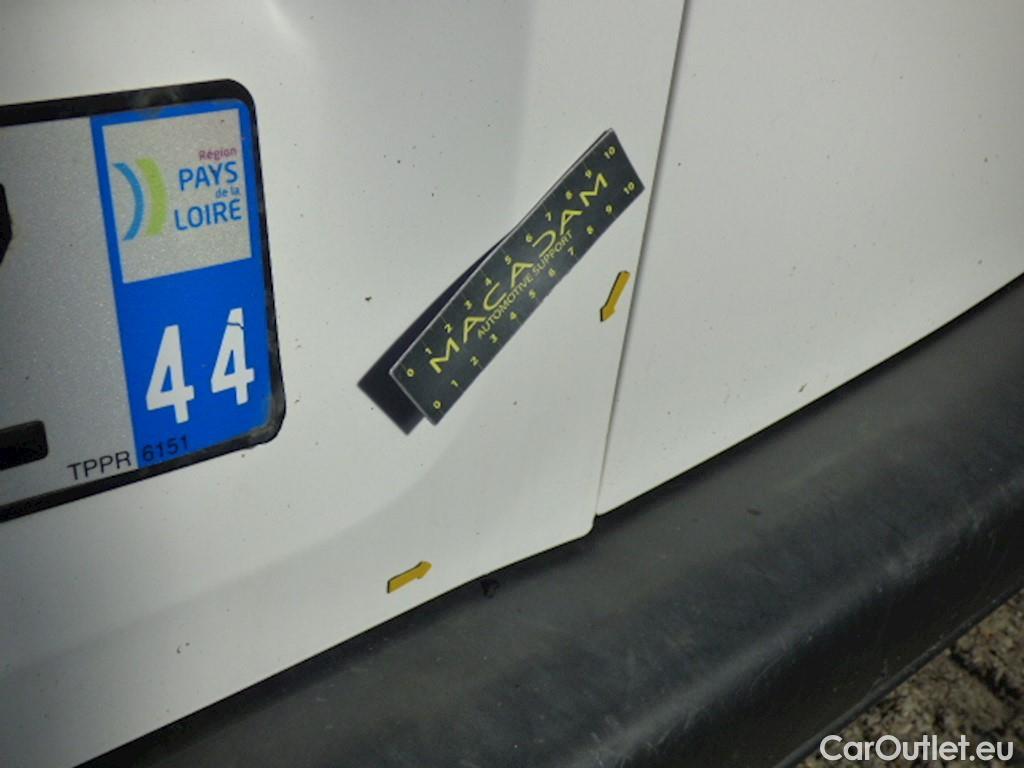 Région
PAYS
de la
LOIRE
44
TPPR 6151
0 1 2 3 4 5 6 7 8 9 10
MACADAM
AUTOMOTIVE SUPPORT
0 1 2 3 4 5 6 7 8 9 10
CarOutlet.eu